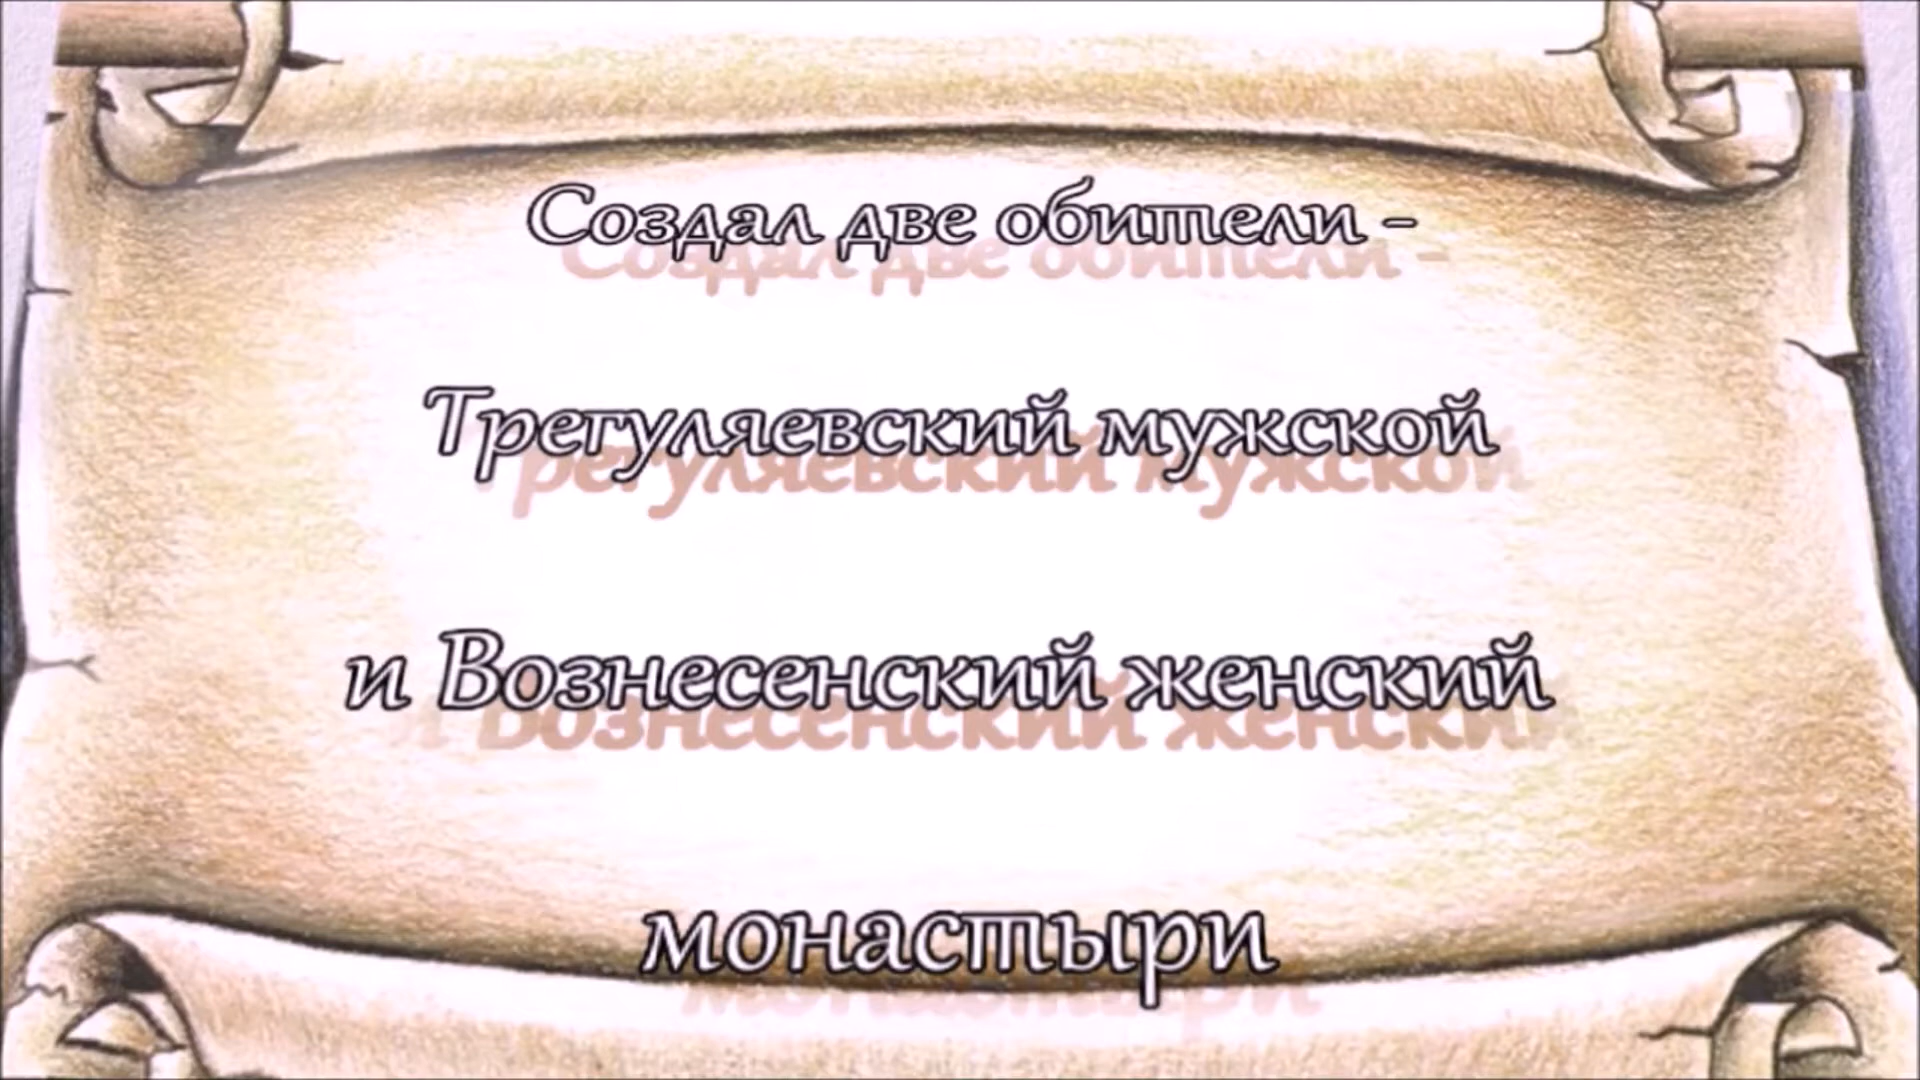 Создал две обители -
Трегуляевский мужской
и Вознесенский женский
монастыри